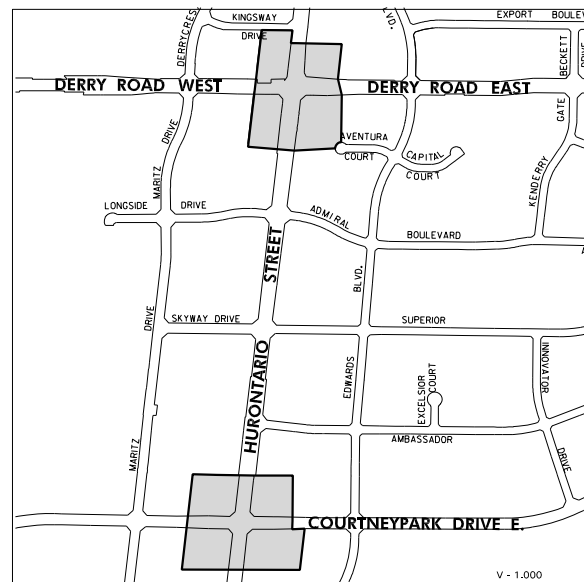 KINGSWAY
DRIVE
DERRYCRES
BLVD.
EXPORT BOULEV
BECKETT
DRIVE
DERRY ROAD WEST
DERRY ROAD EAST
GATE
AVENTURA
COURT
CAPITAL
COURT
DRIVE
MARITZ
KENDERRY
LONGSIDE DRIVE
ADMIRAL
BOULEVARD
A
STREET
BLVD.
DRIVE
SKYWAY DRIVE
SUPERIOR
HURONTARIO
EDWARDS
EXCELSIOR
COURT
INNOVATOR
AMBASSADOR
MARITZ
DRIVE
COURTNEYPARK DRIVE E.
V - 1.000